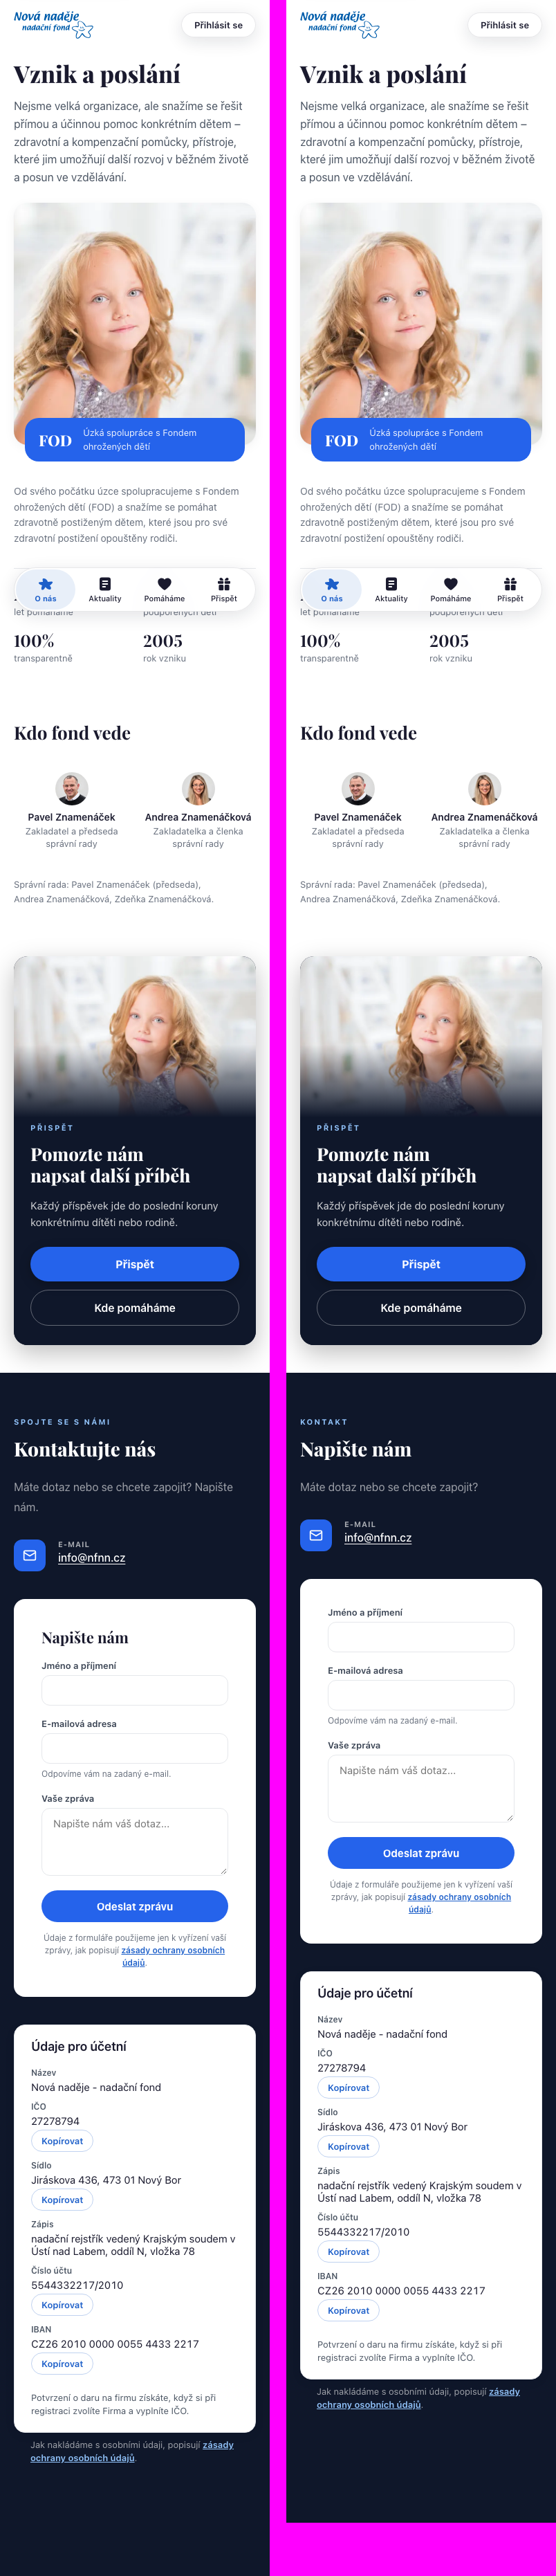 Nová naděje
nadační fond
Přihlásit se
Vznik a poslání
Nejsme velká organizace, ale snažíme se řešit
přímou a účinnou pomoc konkrétním dětem –
zdravotní a kompenzační pomůcky, přístroje,
které jim umožňují další rozvoj v běžném životě
a posun ve vzdělávání.
FOD
Úzká spolupráce s Fondem
ohrožených dětí
Od svého počátku úzce spolupracujeme s Fondem
ohrožených dětí (FOD) a snažíme se pomáhat
zdravotně postiženým dětem, které jsou pro své
zdravotní postižení opouštěny rodiči.
O nás
Aktuality
Pomáháme
Přispět
let pomáháme
podpořených dětí
100%
transparentně
2005
rok vzniku
Kdo fond vede
Pavel Znamenáček
Zakladatel a předseda
správní rady
Andrea Znamenáčková
Zakladatelka a členka
správní rady
Správní rada: Pavel Znamenáček (předseda),
Andrea Znamenáčková, Zdeňka Znamenáčková.
PŘISPĚT
Pomozte nám
napsat další příběh
Každý příspěvek jde do poslední koruny
konkrétnímu dítěti nebo rodině.
Přispět
Kde pomáháme
SPOJTE SE S NÁMI
Kontaktujte nás
Máte dotaz nebo se chcete zapojit? Napište
nám.
E-MAIL
info@nfnn.cz
Napište nám
Jméno a příjmení
E-mailová adresa
Odpovíme vám na zadaný e-mail.
Vaše zpráva
Napište nám váš dotaz...
Odeslat zprávu
Údaje z formuláře použijeme jen k vyřízení vaší
zprávy, jak popisují zásady ochrany osobních
údajů.
Údaje pro účetní
Název
Nová naděje - nadační fond
IČO
27278794
Kopírovat
Sídlo
Jiráskova 436, 473 01 Nový Bor
Kopírovat
Zápis
nadační rejstřík vedený Krajským soudem v
Ústí nad Labem, oddíl N, vložka 78
Číslo účtu
5544332217/2010
Kopírovat
IBAN
CZ26 2010 0000 0055 4433 2217
Kopírovat
Potvrzení o daru na firmu získáte, když si při
registraci zvolíte Firma a vyplníte IČO.
Jak nakládáme s osobními údaji, popisují zásady
ochrany osobních údajů.
Nová naděje
nadační fond
Přihlásit se
Vznik a poslání
Nejsme velká organizace, ale snažíme se řešit
přímou a účinnou pomoc konkrétním dětem –
zdravotní a kompenzační pomůcky, přístroje,
které jim umožňují další rozvoj v běžném životě
a posun ve vzdělávání.
FOD
Úzká spolupráce s Fondem
ohrožených dětí
Od svého počátku úzce spolupracujeme s Fondem
ohrožených dětí (FOD) a snažíme se pomáhat
zdravotně postiženým dětem, které jsou pro své
zdravotní postižení opouštěny rodiči.
O nás
Aktuality
Pomáháme
Přispět
let pomáháme
podpořených dětí
100%
transparentně
2005
rok vzniku
Kdo fond vede
Pavel Znamenáček
Zakladatel a předseda
správní rady
Andrea Znamenáčková
Zakladatelka a členka
správní rady
Správní rada: Pavel Znamenáček (předseda),
Andrea Znamenáčková, Zdeňka Znamenáčková.
PŘISPĚT
Pomozte nám
napsat další příběh
Každý příspěvek jde do poslední koruny
konkrétnímu dítěti nebo rodině.
Přispět
Kde pomáháme
KONTAKT
Napište nám
Máte dotaz nebo se chcete zapojit?
E-MAIL
info@nfnn.cz
Jméno a příjmení
E-mailová adresa
Odpovíme vám na zadaný e-mail.
Vaše zpráva
Napište nám váš dotaz...
Odeslat zprávu
Údaje z formuláře použijeme jen k vyřízení vaší
zprávy, jak popisují zásady ochrany osobních
údajů.
Údaje pro účetní
Název
Nová naděje - nadační fond
IČO
27278794
Kopírovat
Sídlo
Jiráskova 436, 473 01 Nový Bor
Kopírovat
Zápis
nadační rejstřík vedený Krajským soudem v
Ústí nad Labem, oddíl N, vložka 78
Číslo účtu
5544332217/2010
Kopírovat
IBAN
CZ26 2010 0000 0055 4433 2217
Kopírovat
Potvrzení o daru na firmu získáte, když si při
registraci zvolíte Firma a vyplníte IČO.
Jak nakládáme s osobními údaji, popisují zásady
ochrany osobních údajů.